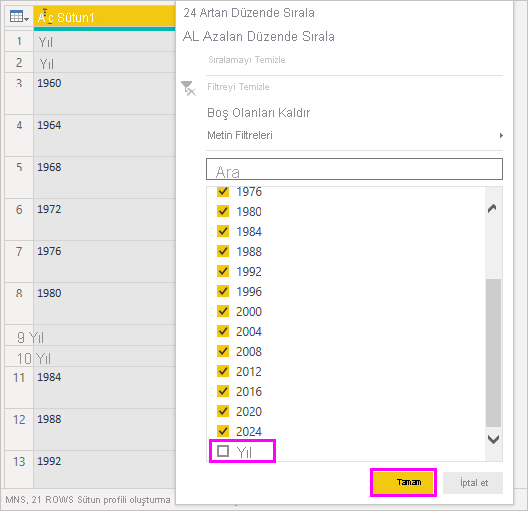 Aᴮc Sütun1
1 Yıl
2 Yıl
3 1960
4 1964
5 1968
6 1972
7 1976
8 1980
9 Yıl
10 Yıl
11 1984
12 1988
13 1992
MNS, 21 ROWS Sütun profili oluşturma
24 Artan Düzende Sırala
AL Azalan Düzende Sırala
Sıralamayı Temizle
Filtreyi Temizle
Boş Olanları Kaldır
Metin Filtreleri
Ara
1976
1980
1984
1988
1992
1996
2000
2004
2008
2012
2016
2020
2024
Yıl
Tamam
İptal et